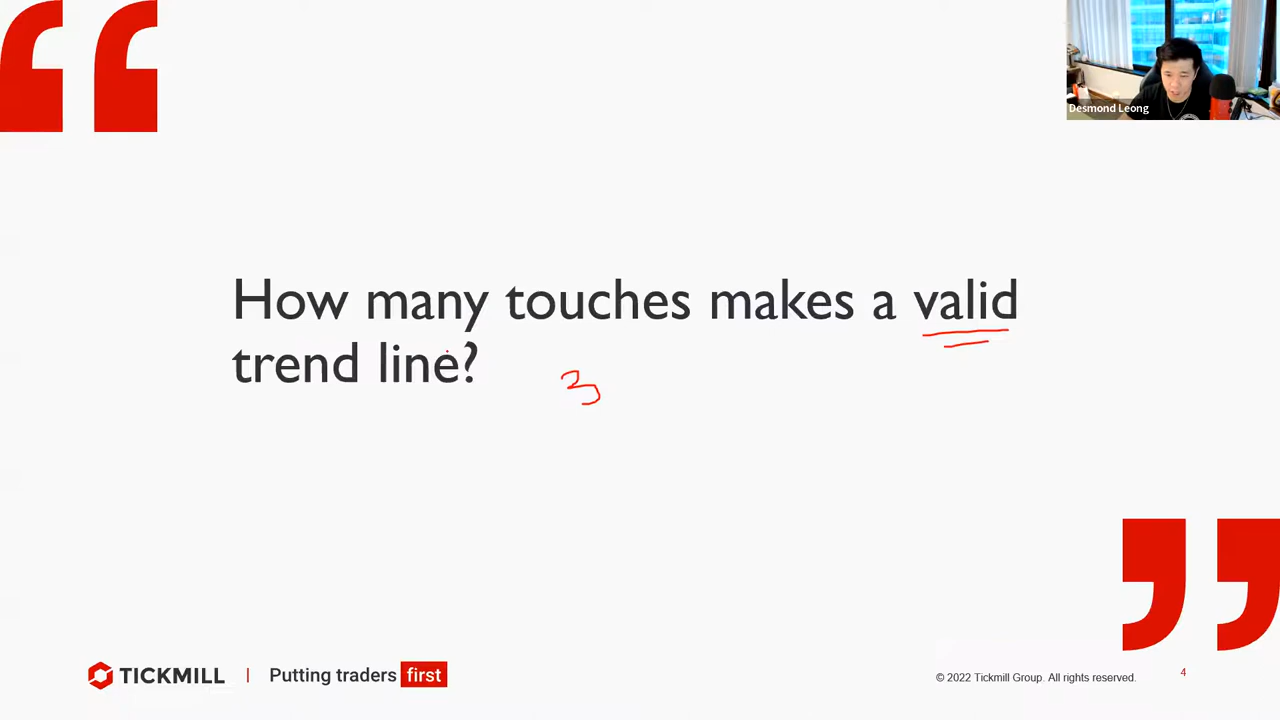 Desmond Leong
How many touches makes a valid
trend line?
3
TICKMILL | Putting traders first
© 2022 Tickmill Group. All rights reserved.
4